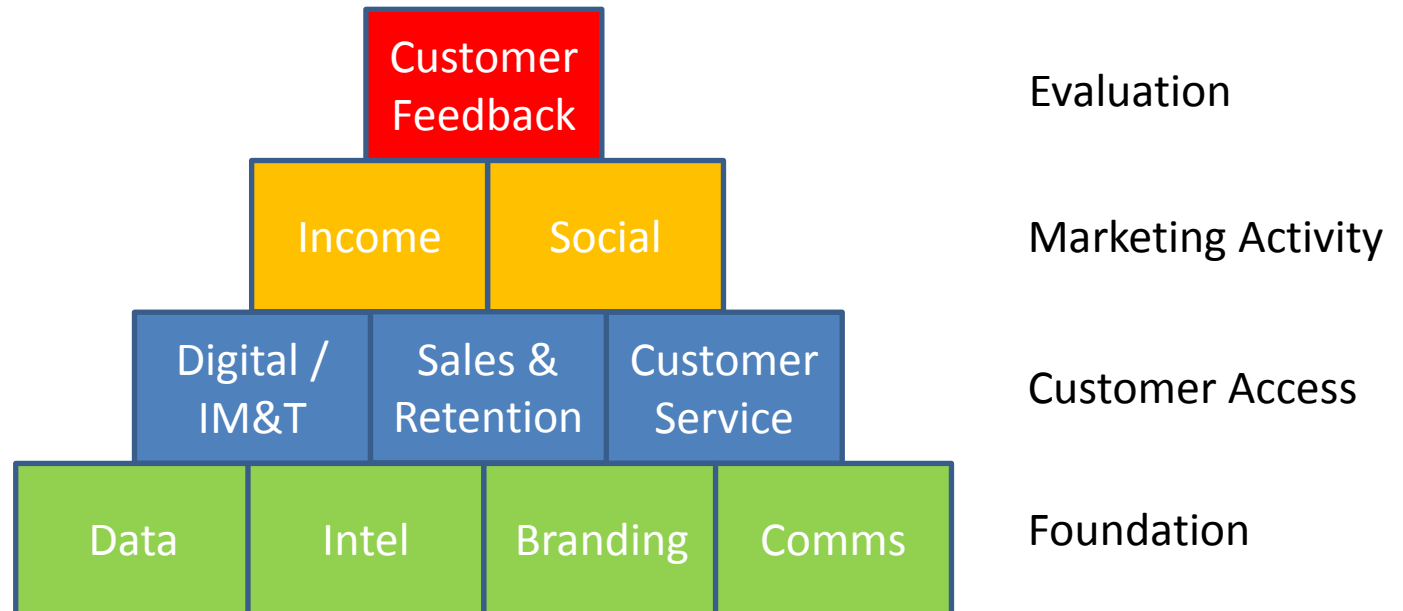 Customer
Feedback
Evaluation
Income
Social
Marketing Activity
Digital /
IM&T
Sales &
Retention
Customer
Service
Customer Access
Data
Intel
Branding
Comms
Foundation